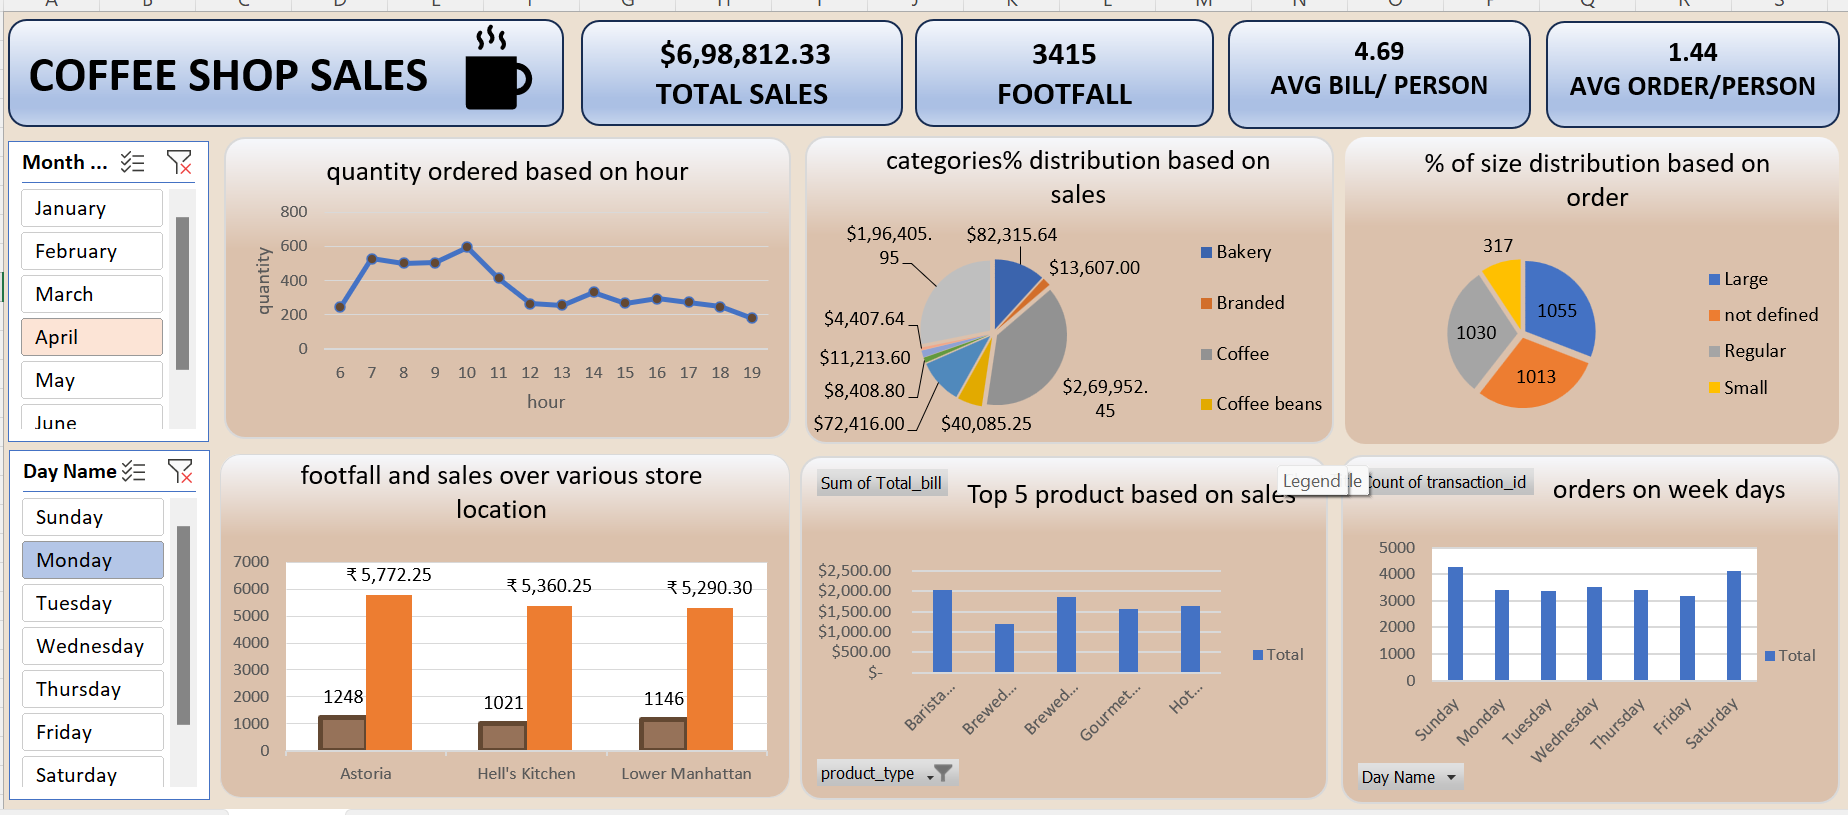 COFFEE SHOP SALES
$6,98,812.33
TOTAL SALES
3415
FOOTFALL
4.69
AVG BILL/ PERSON
1.44
AVG ORDER/PERSON
Month ...
January
February
March
April
May
June
quantity ordered based on hour
800
600
400
200
0
quantity
6 7 8 9 10 11 12 13 14 15 16 17 18 19
hour
categories% distribution based on
sales
$1,96,405.
95
$82,315.64
$13,607.00
$4,407.64
$11,213.60
$8,408.80
$72,416.00
$40,085.25
$2,69,952.
45
Bakery
Branded
Coffee
Coffee beans
% of size distribution based on
order
317
1055
1030
1013
Large
not defined
Regular
Small
Day Name
Sunday
Monday
Tuesday
Wednesday
Thursday
Friday
Saturday
footfall and sales over various store
location
7000
6000
5000
4000
3000
2000
1000
0
₹ 5,772.25
₹ 5,360.25
₹ 5,290.30
1248
1021
1146
Astoria Hell's Kitchen Lower Manhattan
Sum of Total_bill
Top 5 product based on sales
Legend
$2,500.00
$2,000.00
$1,500.00
$1,000.00
$500.00
$-
Barista...
Brewed...
Brewed...
Gourmet...
Hot...
Total
product_type
Count of transaction_id
orders on week days
5000
4000
3000
2000
1000
0
Sunday
Monday
Tuesday
Wednesday
Thursday
Friday
Saturday
Total
Day Name